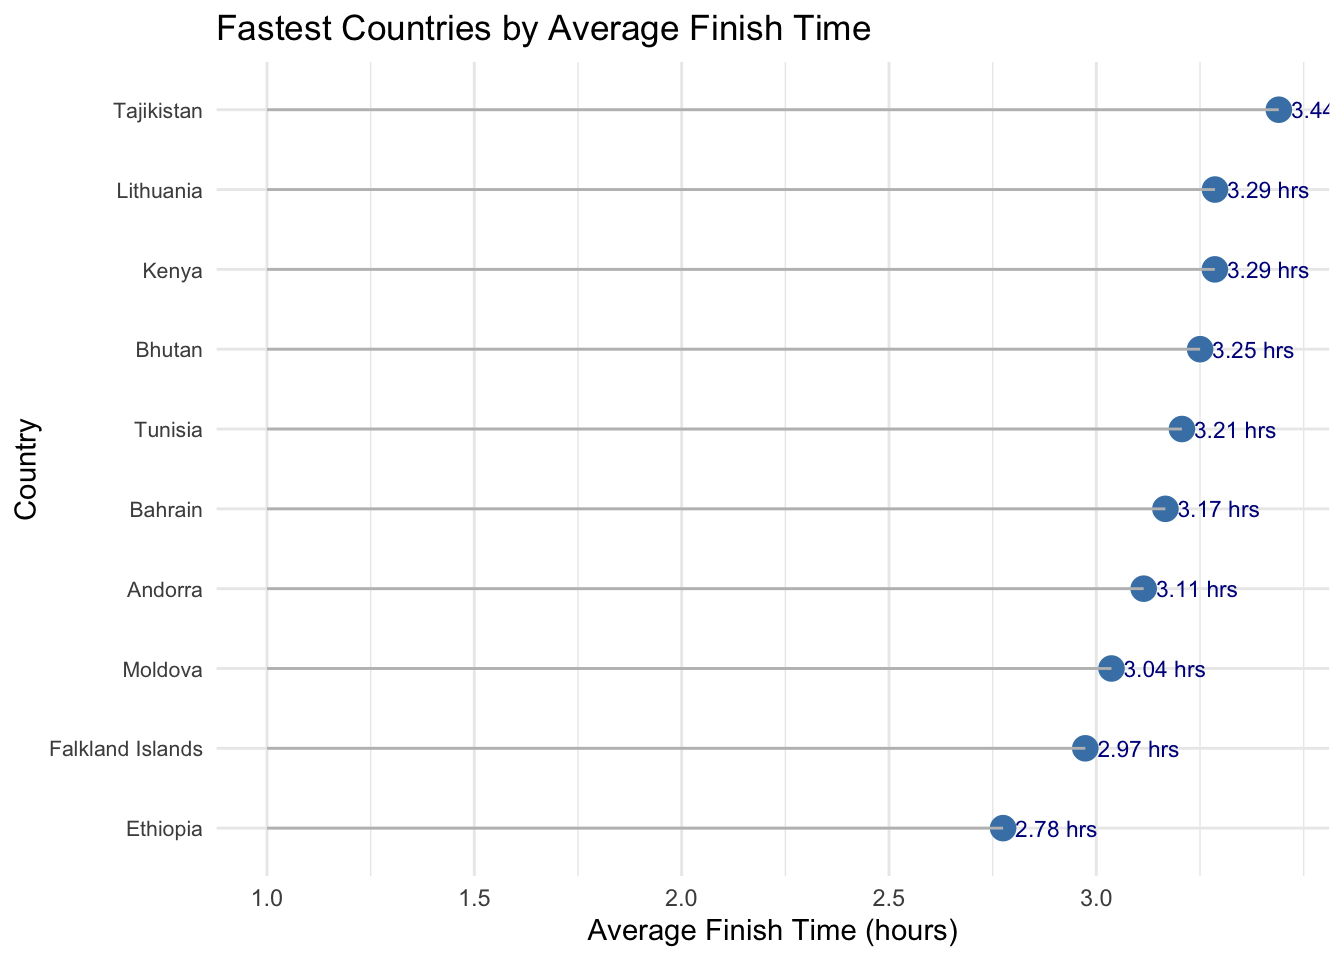 Fastest Countries by Average Finish Time
Country
Tajikistan
3.44
Lithuania
3.29 hrs
Kenya
3.29 hrs
Bhutan
3.25 hrs
Tunisia
3.21 hrs
Bahrain
3.17 hrs
Andorra
3.11 hrs
Moldova
3.04 hrs
Falkland Islands
2.97 hrs
Ethiopia
2.78 hrs
1.0 1.5 2.0 2.5 3.0
Average Finish Time (hours)